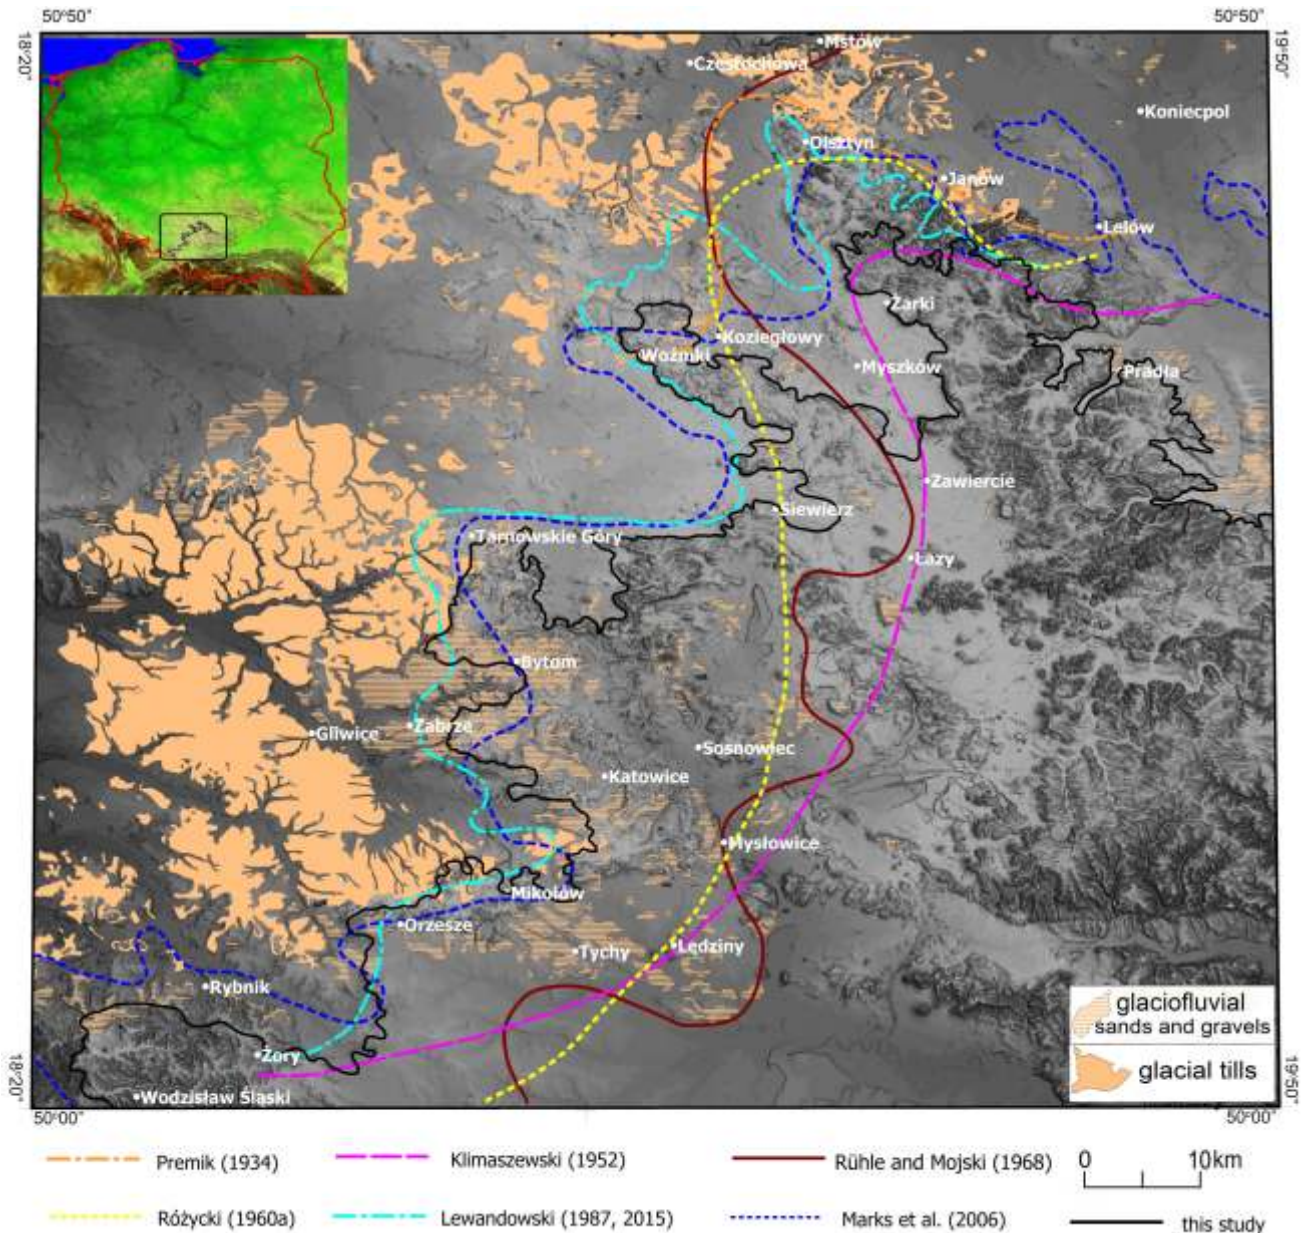 50°50" 50°50"
18°20" 19°50"
Mstów
Częstochowa
Koniecpol
Olsztyn
Janów
Lelów
Żarki
Koziegłowy
Woźniki
Myszków
Pradła
Zawiercie
Siewierz
Tarnowskie Góry
Łazy
Bytom
Zabrze
Gliwice
Sosnowiec
Katowice
Mysłowice
Mikołów
Orzesze
Tychy
Lędziny
Rybnik
glaciofluvial
sands and gravels
Żory
glacial tills
Wodzisław Śląski
18°20" 19°50"
50°00" 50°00"
Premik (1934) Klimaszewski (1952) Rühle and Mojski (1968) 0 10km
Różycki (1960a) Lewandowski (1987, 2015) Marks et al. (2006) this study